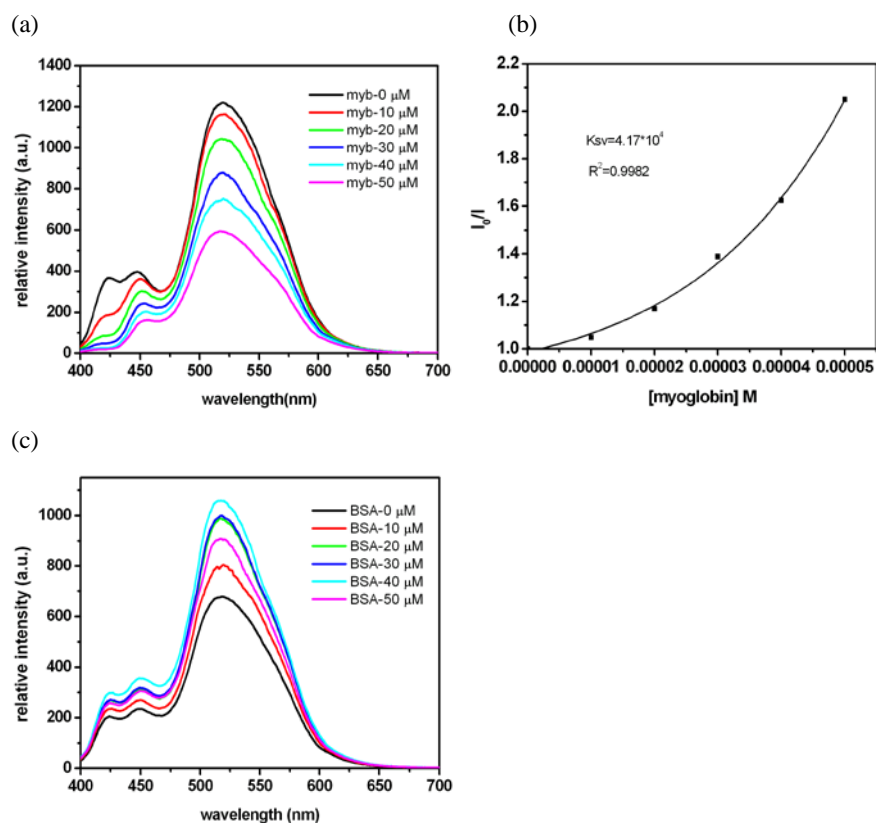 (a)
(b)
1400
1200
1000
800
600
400
200
0
400 450 500 550 600 650 700
relative intensity (a.u.)
wavelength(nm)
myb-0 μM
myb-10 μM
myb-20 μM
myb-30 μM
myb-40 μM
myb-50 μM
2.2
2.0
1.8
1.6
1.4
1.2
1.0
0.00000 0.00001 0.00002 0.00003 0.00004 0.00005
I₀/I
[myoglobin] M
Ksv=4.17*10⁴
R²=0.9982
(c)
1000
800
600
400
200
0
400 450 500 550 600 650 700
relative intensity (a.u.)
wavelength (nm)
BSA-0 μM
BSA-10 μM
BSA-20 μM
BSA-30 μM
BSA-40 μM
BSA-50 μM